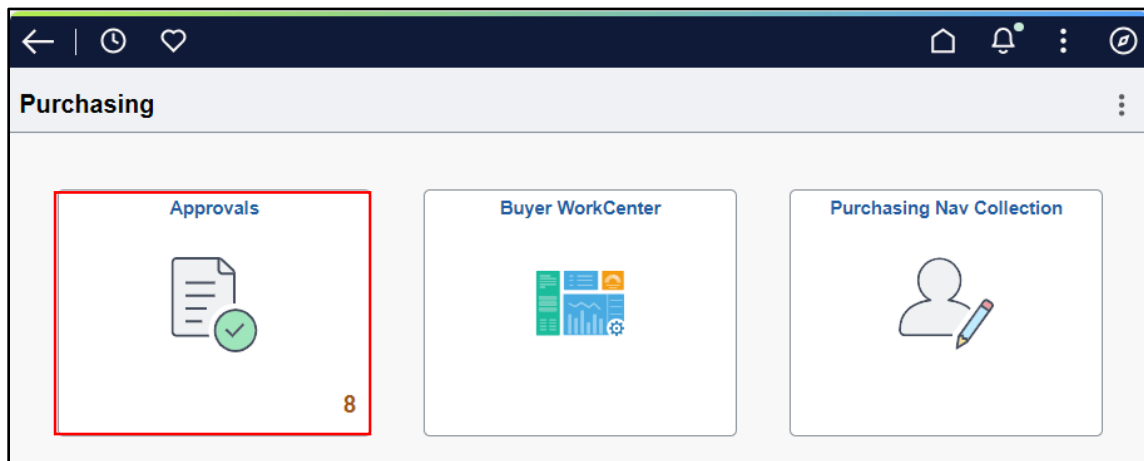 Purchasing
Approvals
Buyer WorkCenter
Purchasing Nav Collection
8